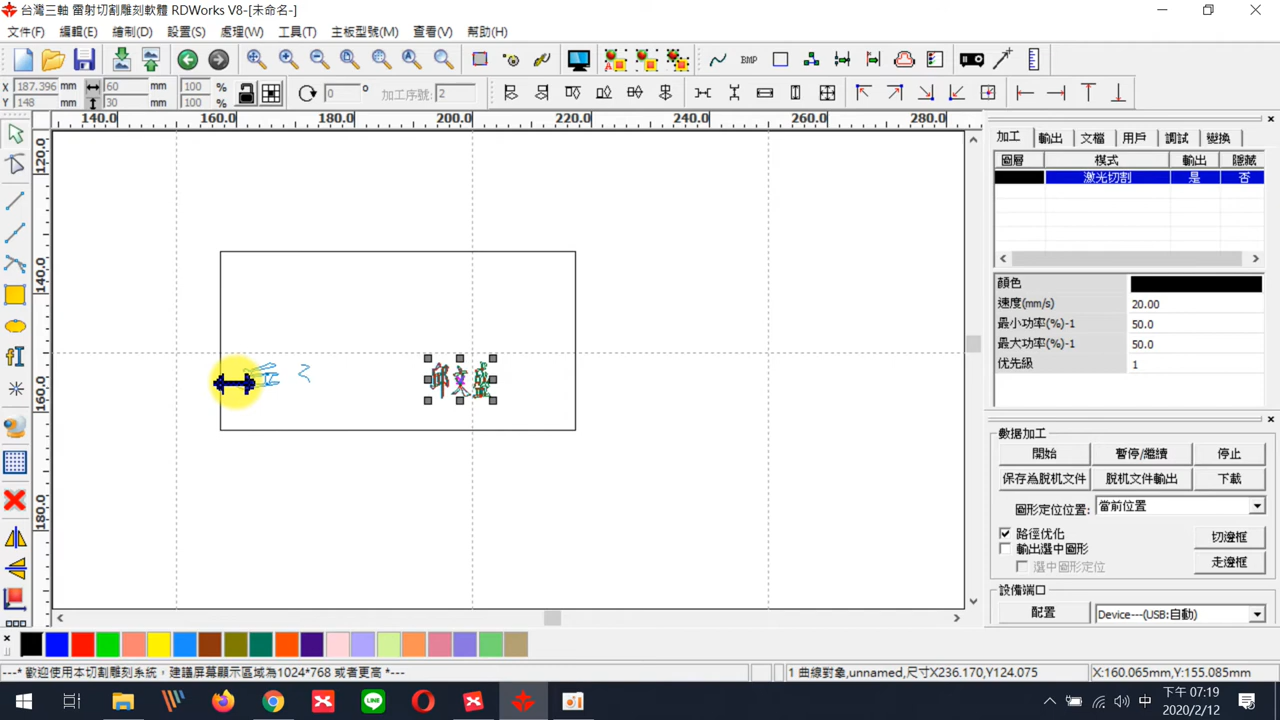 台灣三軸 雷射切割雕刻軟體 RDWorks V8-[未命名-]
文件(F) 編輯(E) 繪制(D) 設置(S) 處理(W) 工具(T) 主板型號(M) 查看(V) 幫助(H)
BMP
X 187.396 mm 60 mm 100 %
Y 148 mm 30 mm 100 %
0 ° 加工序號: 2
140.0 160.0 180.0 200.0 220.0 240.0 260.0 280.0
120.0
140.0
160.0
180.0
邱文盛
加工 輸出 文檔 用戶 調試 變換
圖層 模式 輸出 隱藏
激光切割 是 否
顏色
速度(mm/s) 20.00
最小功率(%)-1 50.0
最大功率(%)-1 50.0
优先級 1
數据加工
開始 暫停/繼續 停止
保存為脫机文件 脫机文件輸出 下載
圖形定位位置: 當前位置
路徑优化 切邊框
輸出選中圖形
選中圖形定位 走邊框
設備端口
配置 Device---(USB:自動)
---* 歡迎使用本切割雕刻系統，建議屏幕顯示區域為1024*768 或者更高 *---
1 曲線對象,unnamed,尺寸X236.170,Y124.075
X:160.065mm,Y:155.085mm
LINE
中
下午 07:19
2020/2/12